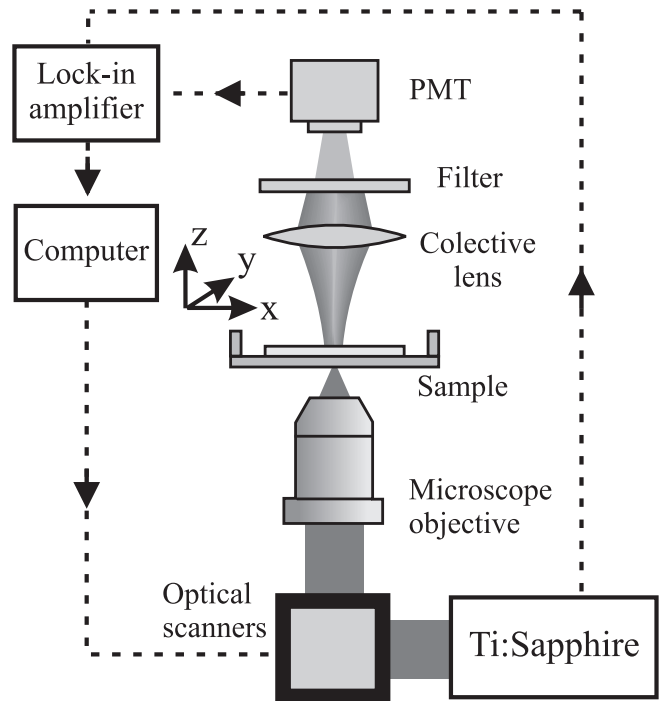 Lock-in
amplifier
PMT
Filter
Computer
z
y
x
Colective
lens
Sample
Microscope
objective
Optical
scanners
Ti:Sapphire